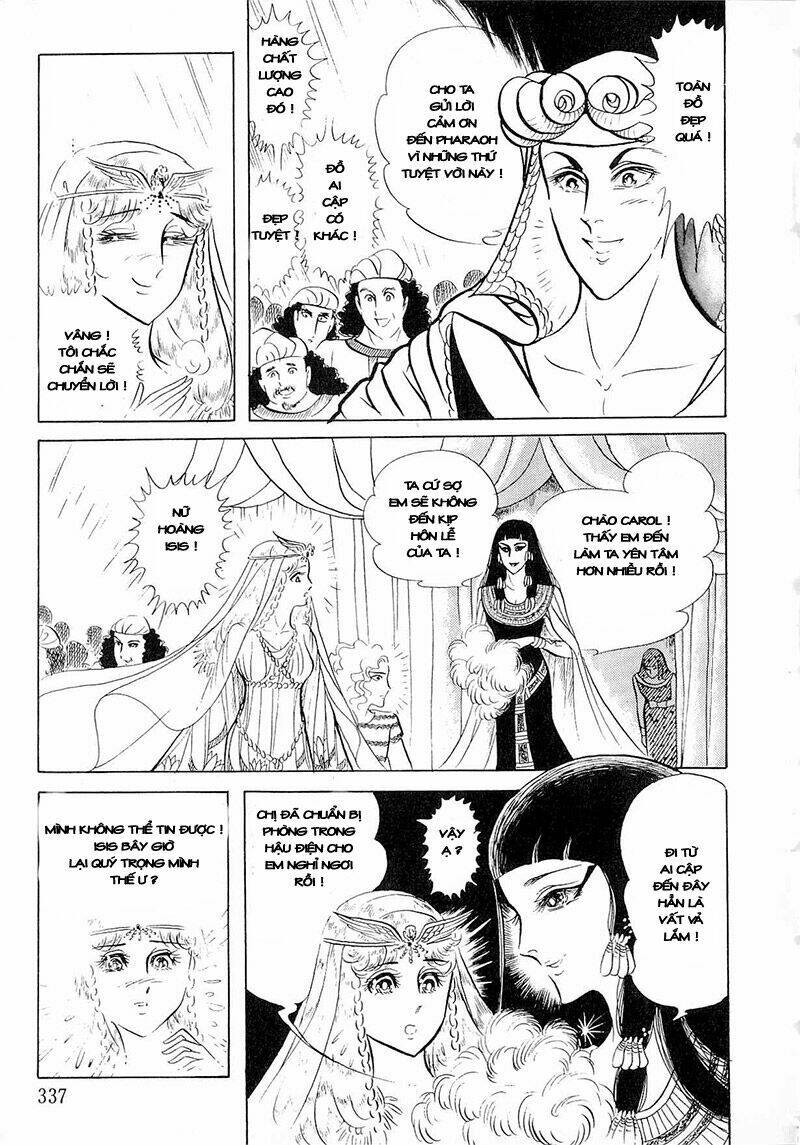 TOÀN
ĐỒ
ĐẸP
QUÁ !
CHO TA
GỬI LỜI
CẢM ƠN
ĐẾN PHARAOH
VÌ NHỮNG THỨ
TUYỆT VỜI NÀY !
HÀNG
CHẤT
LƯỢNG
CAO
ĐÓ !
ĐỒ
AI
CẬP
CÓ
KHÁC !
ĐẸP
TUYỆT !
VÂNG !
TÔI CHẮC
CHẮN SẼ
CHUYỂN LỜI !
CHÀO CAROL !
THẤY EM ĐẾN
LÀM TA YÊN TÂM
HƠN NHIỀU RỒI !
TA CỨ SỢ
EM SẼ KHÔNG
ĐẾN KỊP
HÔN LỄ
CỦA TA !
NỮ
HOÀNG
ISIS !
ĐI TỪ
AI CẬP
ĐẾN ĐÂY
HẲN LÀ
VẤT VẢ
LẮM !
VẬY
Ạ ?
CHỊ ĐÃ CHUẨN BỊ
PHÒNG TRONG
HẬU ĐIỆN CHO
EM NGHỈ NGƠI
RỒI !
MÌNH KHÔNG THỂ TIN ĐƯỢC !
ISIS BÂY GIỜ
LẠI QUÝ TRỌNG MÌNH
THẾ Ư ?
337